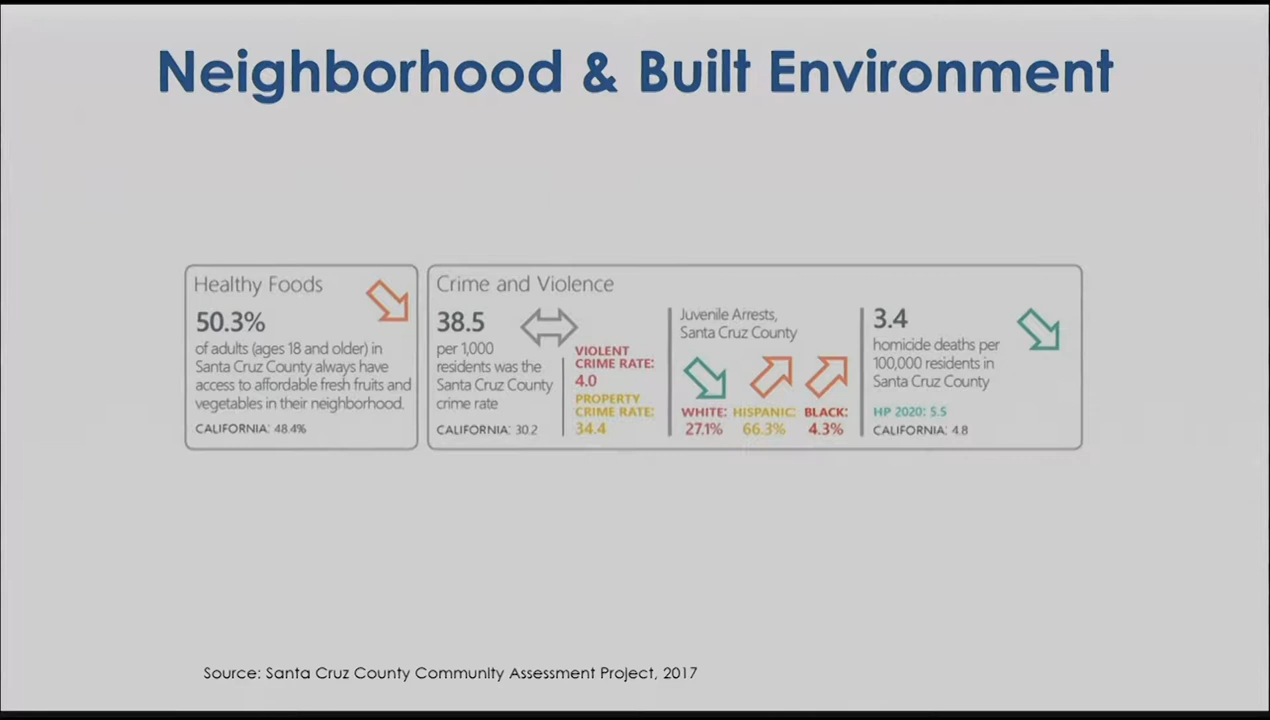 Neighborhood & Built Environment
Healthy Foods
50.3%
of adults (ages 18 and older) in
Santa Cruz County always have
access to affordable fresh fruits and
vegetables in their neighborhood.
CALIFORNIA: 48.4%
Crime and Violence
38.5
per 1,000
residents was the
Santa Cruz County
crime rate
CALIFORNIA: 30.2
VIOLENT
CRIME RATE:
4.0
PROPERTY
CRIME RATE:
34.4
Juvenile Arrests,
Santa Cruz County
WHITE: HISPANIC: BLACK:
27.1% 66.3% 4.3%
3.4
homicide deaths per
100,000 residents in
Santa Cruz County
HP 2020: 5.5
CALIFORNIA: 4.8
Source: Santa Cruz County Community Assessment Project, 2017